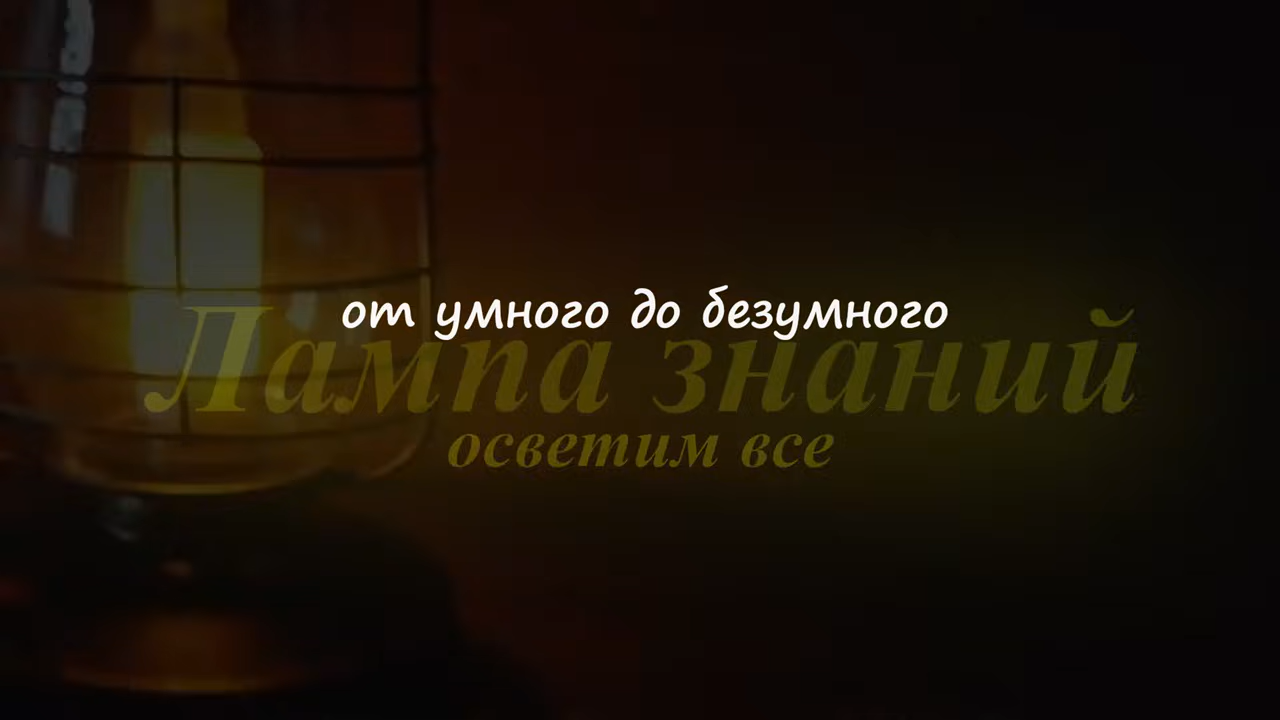 от умного до безумного
Лампа знаний
осветим все